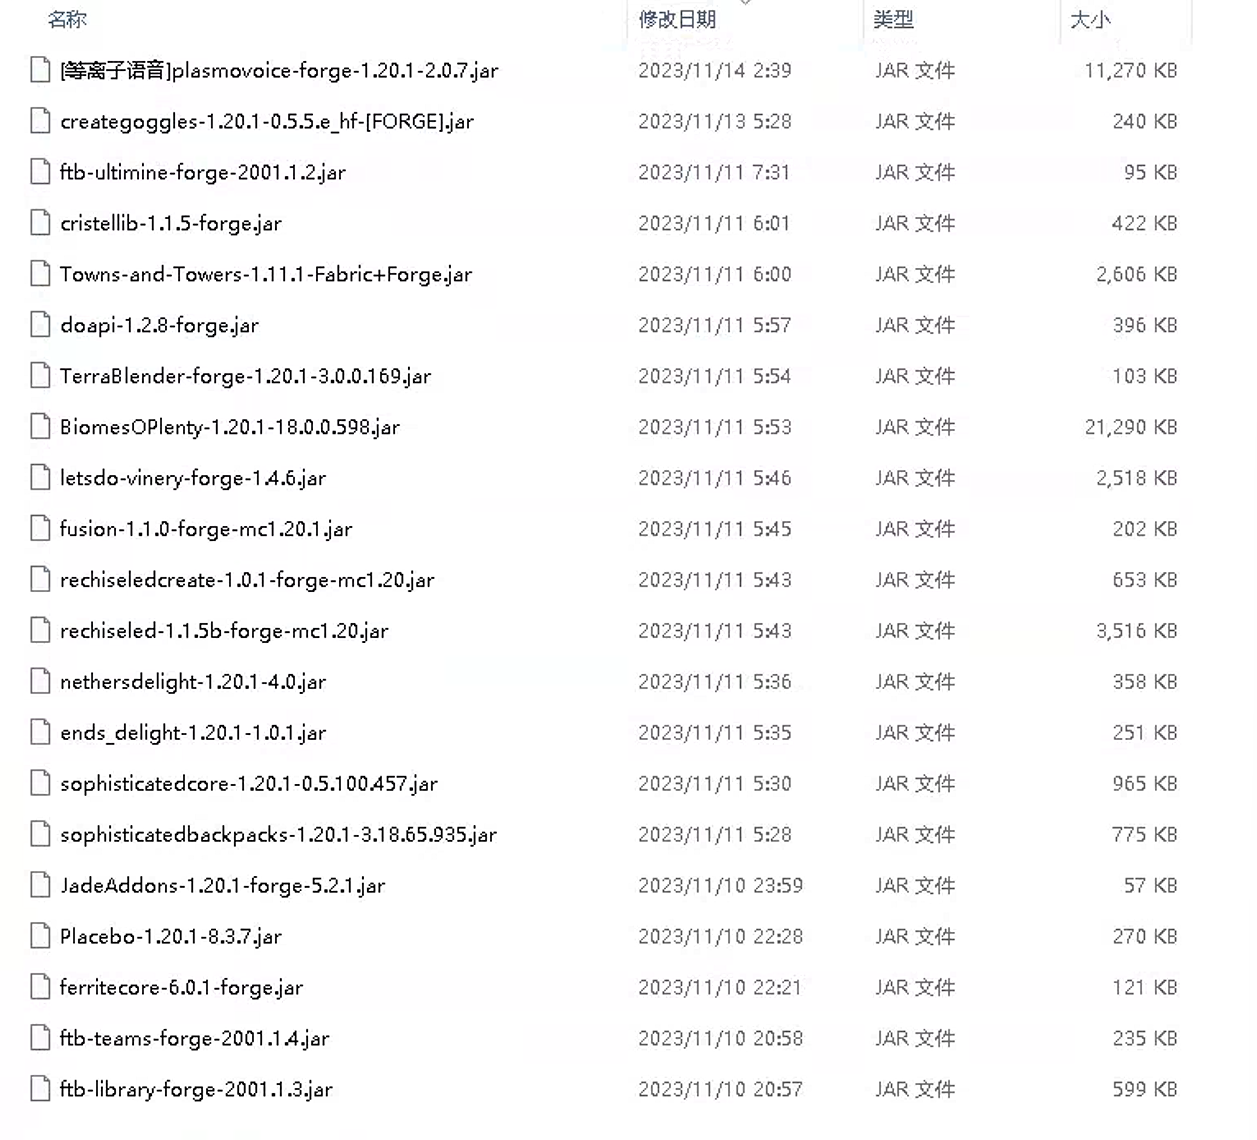 名称 修改日期 类型 大小
[等离子语音]plasmovoice-forge-1.20.1-2.0.7.jar 2023/11/14 2:39 JAR 文件 11,270 KB
creategoggles-1.20.1-0.5.5.e_hf-[FORGE].jar 2023/11/13 5:28 JAR 文件 240 KB
ftb-ultimine-forge-2001.1.2.jar 2023/11/11 7:31 JAR 文件 95 KB
cristellib-1.1.5-forge.jar 2023/11/11 6:01 JAR 文件 422 KB
Towns-and-Towers-1.11.1-Fabric+Forge.jar 2023/11/11 6:00 JAR 文件 2,606 KB
doapi-1.2.8-forge.jar 2023/11/11 5:57 JAR 文件 396 KB
TerraBlender-forge-1.20.1-3.0.0.169.jar 2023/11/11 5:54 JAR 文件 103 KB
BiomesOPlenty-1.20.1-18.0.0.598.jar 2023/11/11 5:53 JAR 文件 21,290 KB
letsdo-vinery-forge-1.4.6.jar 2023/11/11 5:46 JAR 文件 2,518 KB
fusion-1.1.0-forge-mc1.20.1.jar 2023/11/11 5:45 JAR 文件 202 KB
rechiseledcreate-1.0.1-forge-mc1.20.jar 2023/11/11 5:43 JAR 文件 653 KB
rechiseled-1.1.5b-forge-mc1.20.jar 2023/11/11 5:43 JAR 文件 3,516 KB
nethersdelight-1.20.1-4.0.jar 2023/11/11 5:36 JAR 文件 358 KB
ends_delight-1.20.1-1.0.1.jar 2023/11/11 5:35 JAR 文件 251 KB
sophisticatedcore-1.20.1-0.5.100.457.jar 2023/11/11 5:30 JAR 文件 965 KB
sophisticatedbackpacks-1.20.1-3.18.65.935.jar 2023/11/11 5:28 JAR 文件 775 KB
JadeAddons-1.20.1-forge-5.2.1.jar 2023/11/10 23:59 JAR 文件 57 KB
Placebo-1.20.1-8.3.7.jar 2023/11/10 22:28 JAR 文件 270 KB
ferritecore-6.0.1-forge.jar 2023/11/10 22:21 JAR 文件 121 KB
ftb-teams-forge-2001.1.4.jar 2023/11/10 20:58 JAR 文件 235 KB
ftb-library-forge-2001.1.3.jar 2023/11/10 20:57 JAR 文件 599 KB